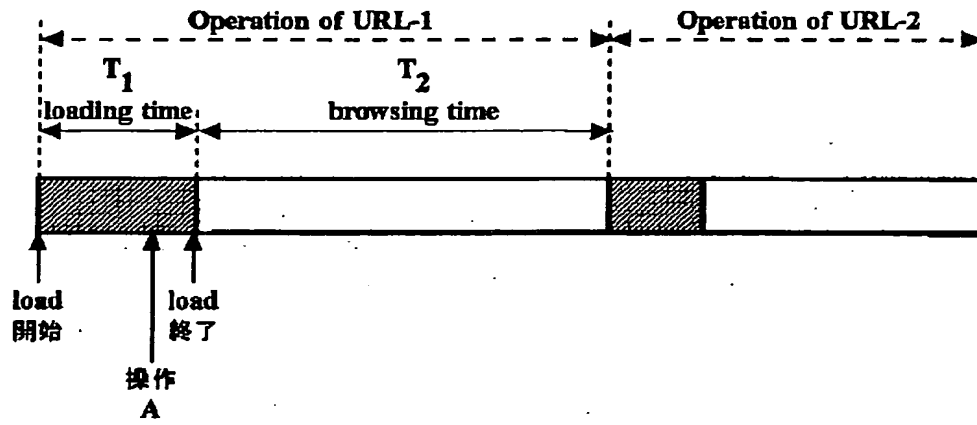 Operation of URL-1
Operation of URL-2
T1
loading time
T2
browsing time
load
開始
load
終了
操作
A